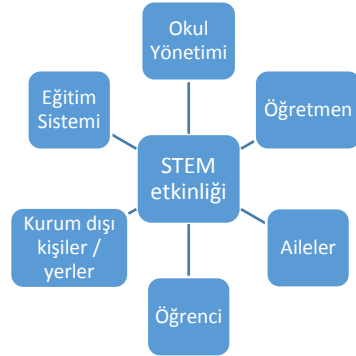 Okul
Yönetimi
Eğitim
Sistemi
Öğretmen
STEM
etkinliği
Kurum dışı
kişiler /
yerler
Aileler
Öğrenci